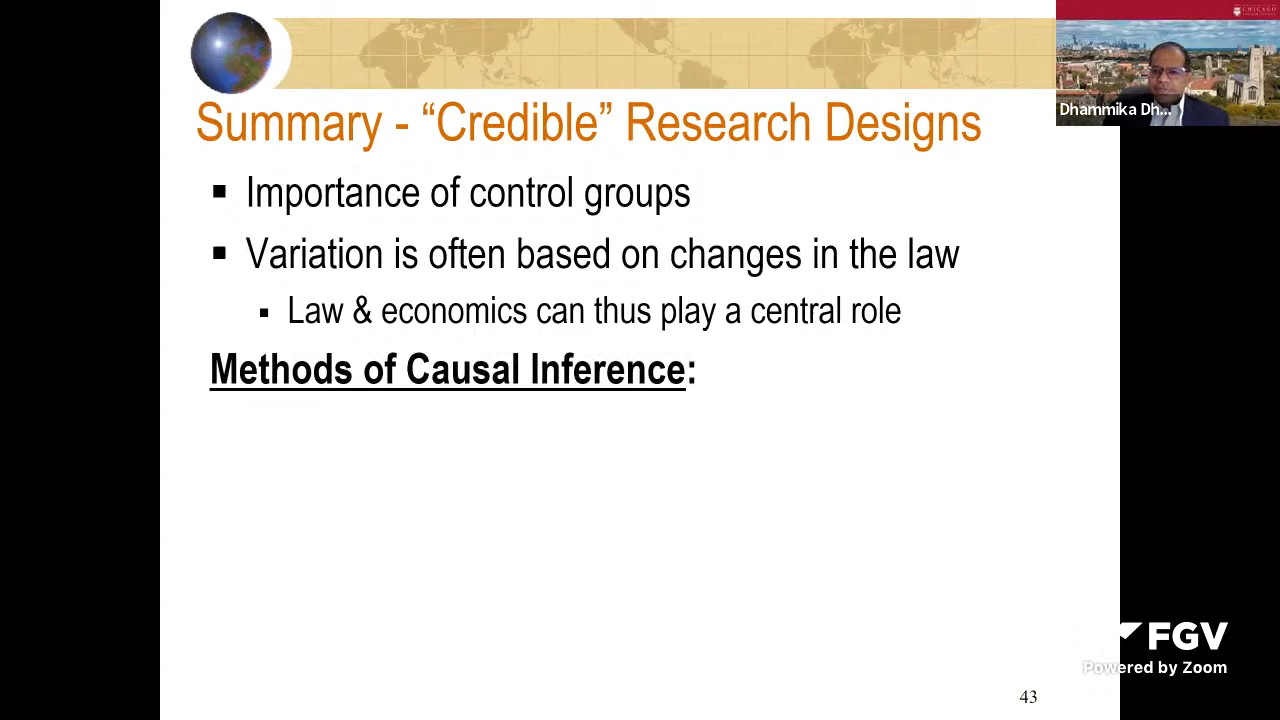 CHICAGO
Dhammika Dh...
Summary - “Credible” Research Designs
▪ Importance of control groups
▪ Variation is often based on changes in the law
▪ Law & economics can thus play a central role
Methods of Causal Inference:
FGV
Powered by Zoom
43